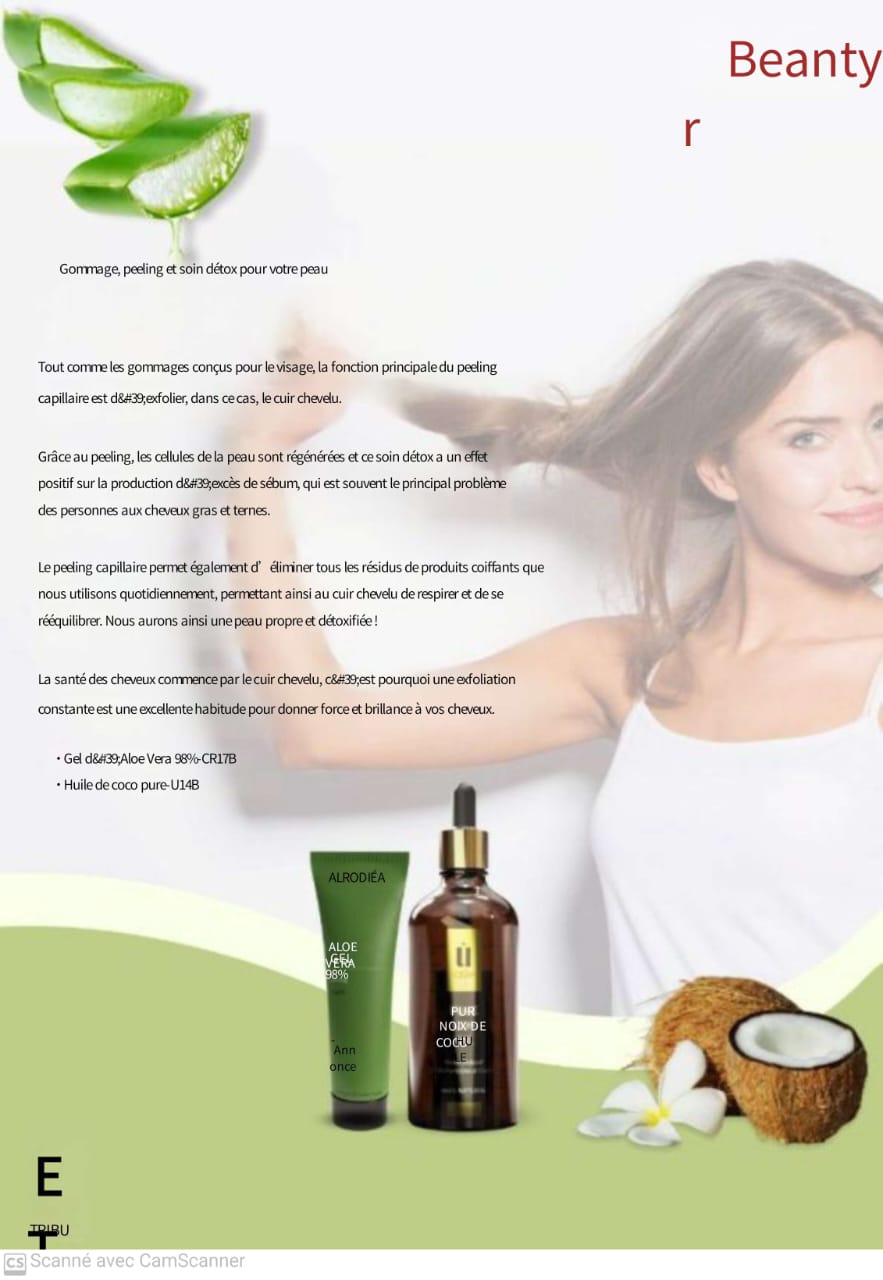 Beanty
r
Gommage, peeling et soin détox pour votre peau
Tout comme les gommages conçus pour le visage, la fonction principale du peeling
capillaire est d&#39;exfolier, dans ce cas, le cuir chevelu.
Grâce au peeling, les cellules de la peau sont régénérées et ce soin détox a un effet
positif sur la production d&#39;excès de sébum, qui est souvent le principal problème
des personnes aux cheveux gras et ternes.
Le peeling capillaire permet également d’ éliminer tous les résidus de produits coiffants que
nous utilisons quotidiennement, permettant ainsi au cuir chevelu de respirer et de se
rééquilibrer. Nous aurons ainsi une peau propre et détoxifiée !
La santé des cheveux commence par le cuir chevelu, c&#39;est pourquoi une exfoliation
constante est une excellente habitude pour donner force et brillance à vos cheveux.
• Gel d&#39;Aloe Vera 98%-CR17B
• Huile de coco pure-U14B
ALRODIÉA
ALOE
VERA
GEL
98%
- Ann
once
PUR
NOIX DE
COCO
HU
LE
E
TRIBU
T
CS Scanné avec CamScanner